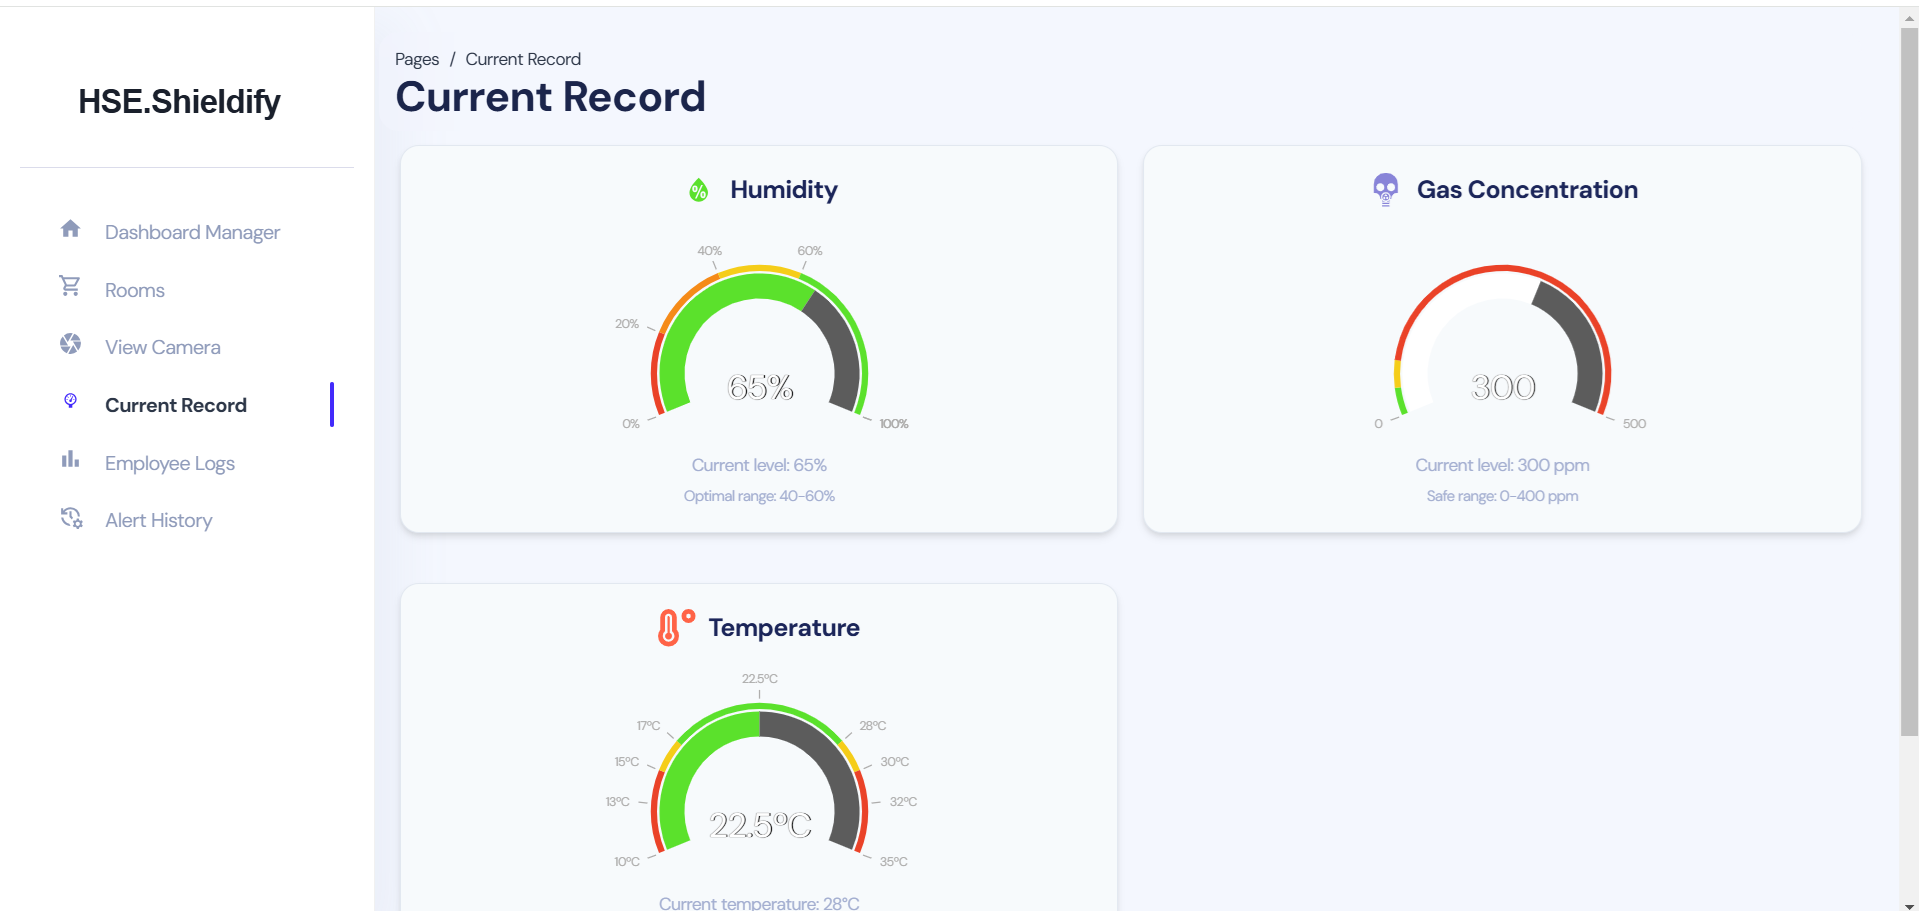 HSE.Shieldify
Dashboard Manager
Rooms
View Camera
Current Record
Employee Logs
Alert History
Pages / Current Record
Current Record
% Humidity
40%
60%
20%
65%
0%
100%
Current level: 65%
Optimal range: 40-60%
Gas Concentration
300
0
500
Current level: 300 ppm
Safe range: 0-400 ppm
Temperature
22.5°C
17°C
28°C
15°C
30°C
13°C
32°C
22.5°C
10°C
35°C
Current temperature: 28°C